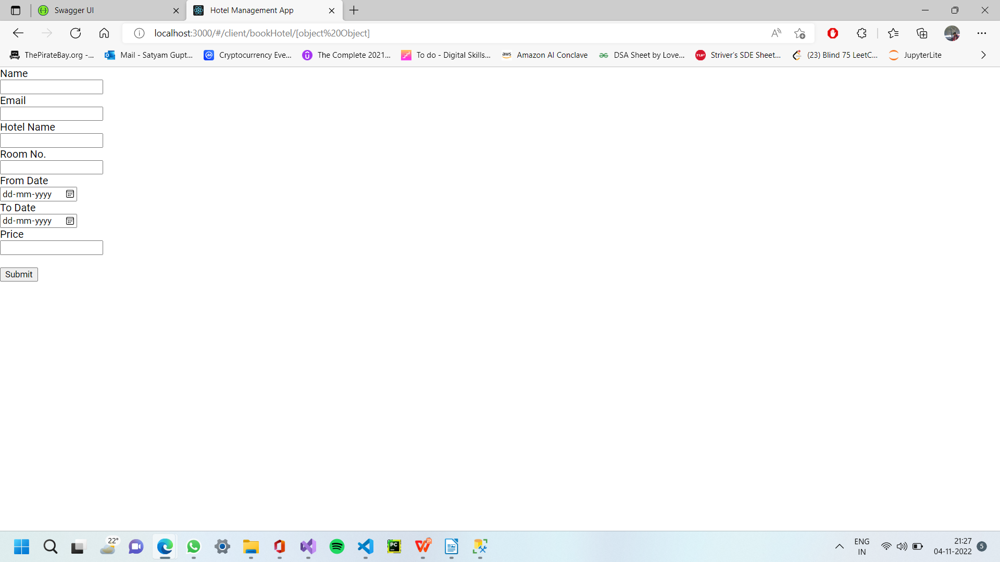 Swagger UI
Hotel Management App
localhost:3000/#/client/bookHotel/[object%20Object]
ThePirateBay.org -...
Mail - Satyam Gupt...
Cryptocurrency Eve...
The Complete 2021...
To do - Digital Skills...
aws Amazon AI Conclave
DSA Sheet by Love...
TUF Striver's SDE Sheet...
(23) Blind 75 LeetC...
JupyterLite
Name
Email
Hotel Name
Room No.
From Date
dd-mm-yyyy
To Date
dd-mm-yyyy
Price
Submit
22°
PC
ENG
IN
21:27
04-11-2022
5